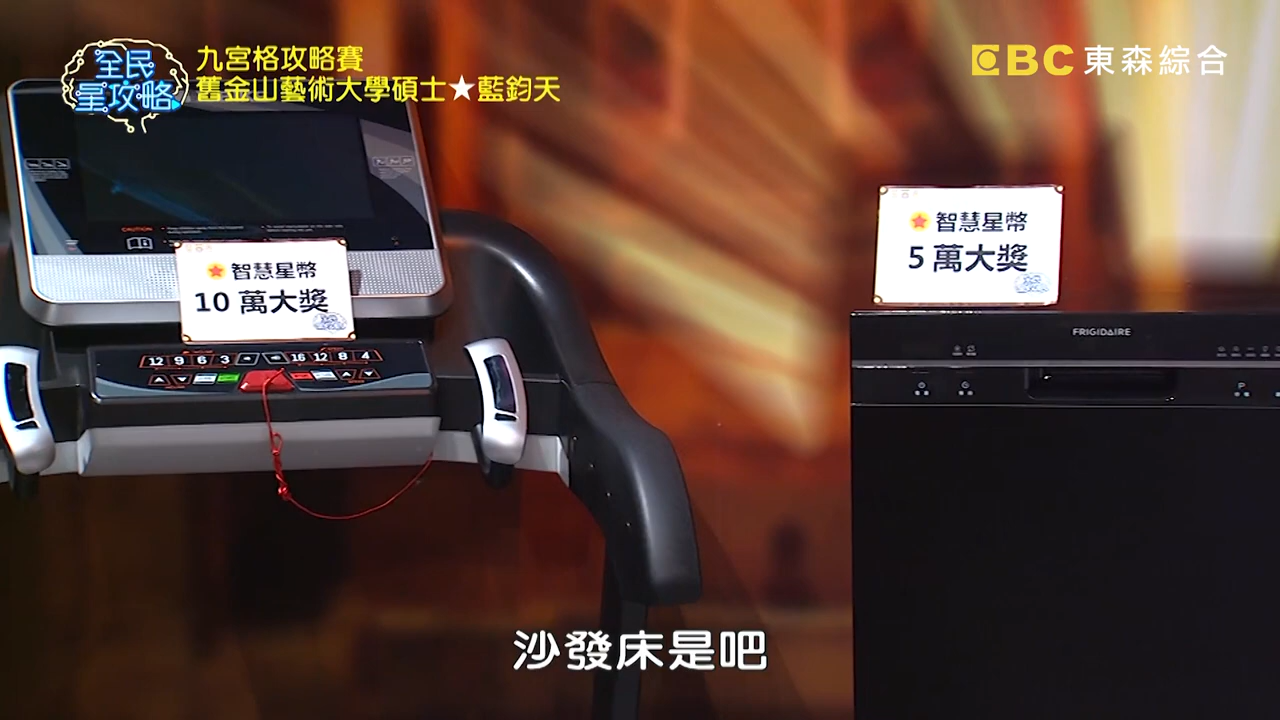 全民
星攻略
九宮格攻略賽
舊金山藝術大學碩士★藍鈞天
EBC 東森綜合
CAUTION
智慧星幣
10 萬大獎
12 9 6 3 16 12 8 4
智慧星幣
5 萬大獎
FRIGIDAIRE
P
沙發床是吧